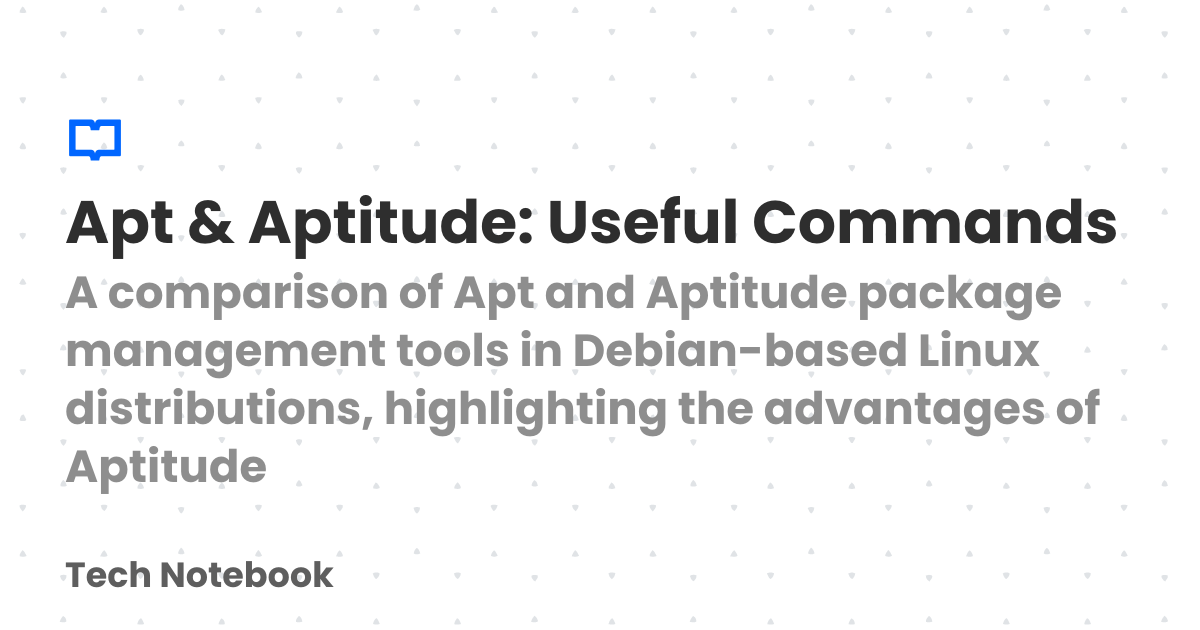 Apt & Aptitude: Useful Commands
A comparison of Apt and Aptitude package
management tools in Debian-based Linux
distributions, highlighting the advantages of
Aptitude
Tech Notebook